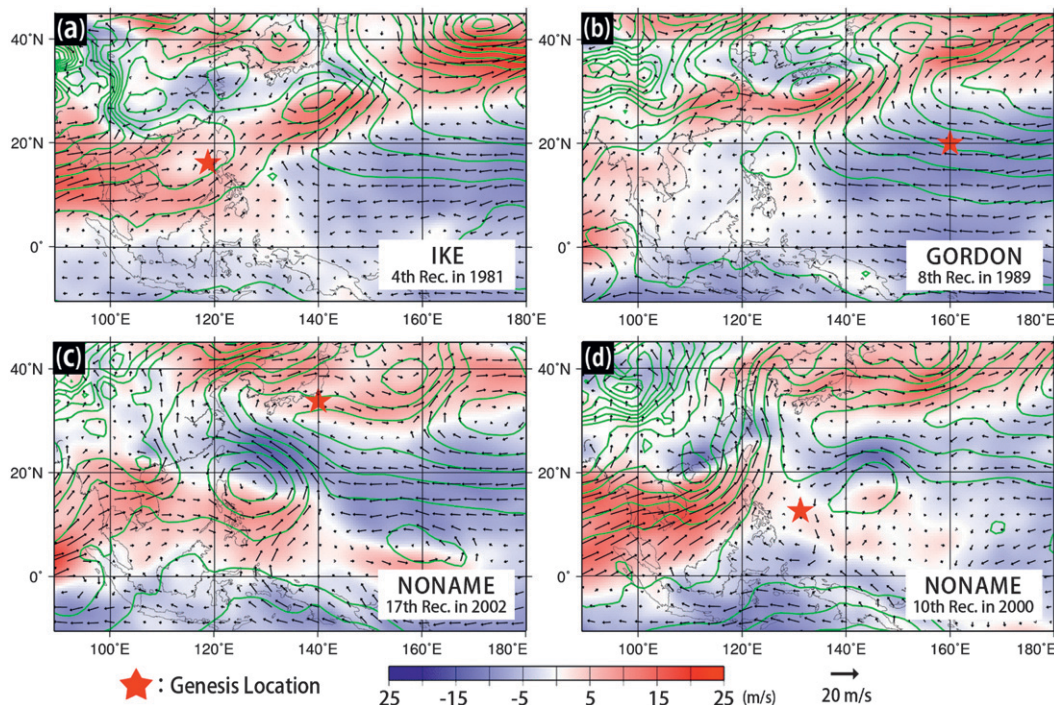 (a)
(b)
40°N
20°N
0°
40°N
20°N
0°
IKE
4th Rec. in 1981
GORDON
8th Rec. in 1989
100°E
120°E
140°E
160°E
180°E
100°E
120°E
140°E
160°E
180°E
(c)
(d)
40°N
20°N
0°
40°N
20°N
0°
NONAME
17th Rec. in 2002
NONAME
10th Rec. in 2000
100°E
120°E
140°E
160°E
180°E
100°E
120°E
140°E
160°E
180°E
: Genesis Location
25 -15 -5 5 15 25 (m/s)
20 m/s